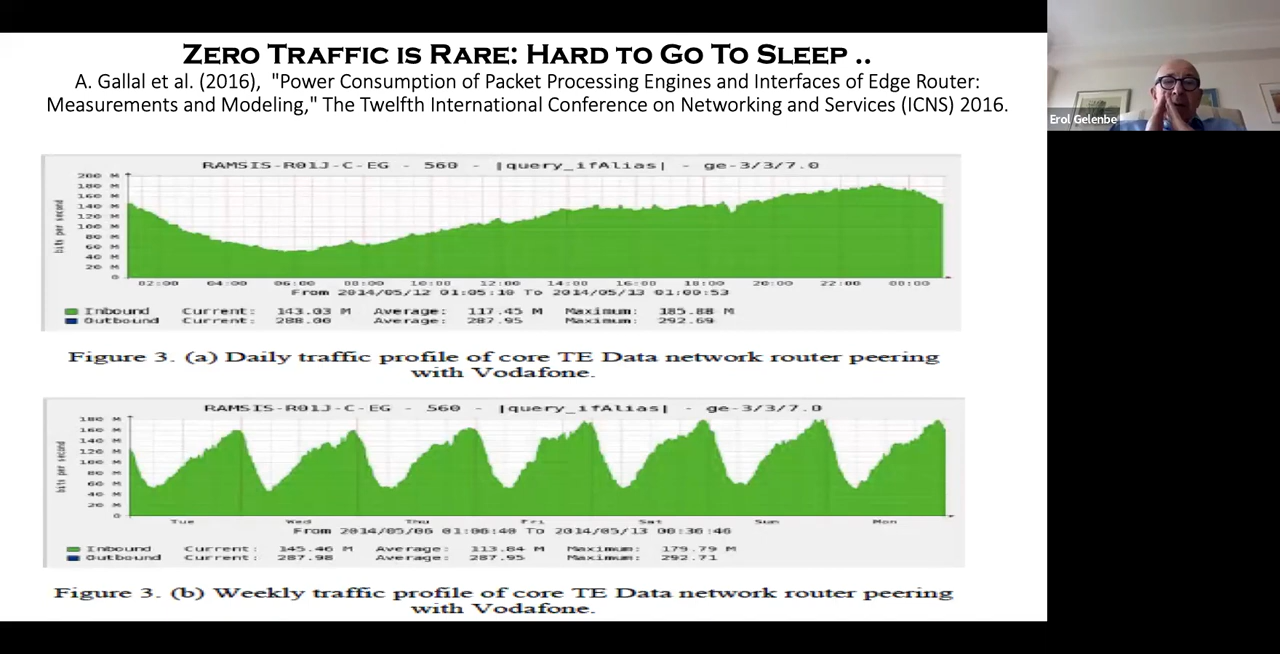 ZERO TRAFFIC IS RARE: HARD TO GO TO SLEEP ..
A. Gallal et al. (2016), "Power Consumption of Packet Processing Engines and Interfaces of Edge Router:
Measurements and Modeling," The Twelfth International Conference on Networking and Services (ICNS) 2016.
Erol Gelenbe
RAMSIS-R01J-C-EG - 560 - |query_ifAlias| - ge-3/3/7.0
bits per second
200 M
180 M
160 M
140 M
120 M
100 M
80 M
60 M
40 M
20 M
0
02:00 04:00 06:00 08:00 10:00 12:00 14:00 16:00 18:00 20:00 22:00 00:00
From 2014/05/12 01:05:10 To 2014/05/13 01:00:53
Inbound Current: 143.03 M Average: 117.45 M Maximum: 185.88 M
Outbound Current: 288.00 Average: 287.95 Maximum: 292.69
Figure 3. (a) Daily traffic profile of core TE Data network router peering
with Vodafone.
RAMSIS-R01J-C-EG - 560 - |query_ifAlias| - ge-3/3/7.0
bits per second
180 M
160 M
140 M
120 M
100 M
80 M
60 M
40 M
20 M
0
Tue Wed Thu Fri Sat Sun Mon
From 2014/05/06 01:06:40 To 2014/05/13 00:36:46
Inbound Current: 145.46 M Average: 113.84 M Maximum: 179.79 M
Outbound Current: 287.98 Average: 287.95 Maximum: 292.71
Figure 3. (b) Weekly traffic profile of core TE Data network router peering
with Vodafone.